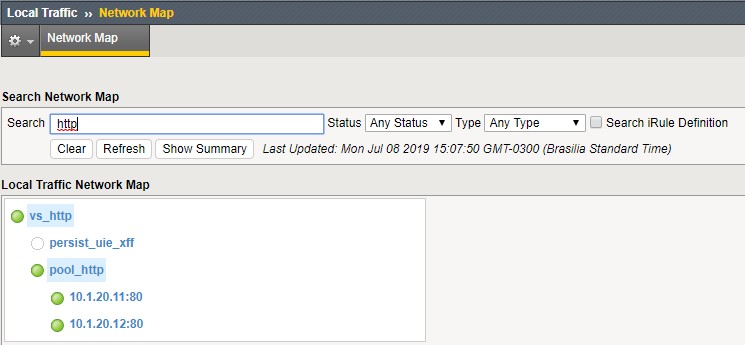 Local Traffic ›› Network Map
Network Map
Search Network Map
Search http Status Any Status Type Any Type Search iRule Definition
Clear Refresh Show Summary Last Updated: Mon Jul 08 2019 15:07:50 GMT-0300 (Brasilia Standard Time)
Local Traffic Network Map
vs_http
persist_uie_xff
pool_http
10.1.20.11:80
10.1.20.12:80